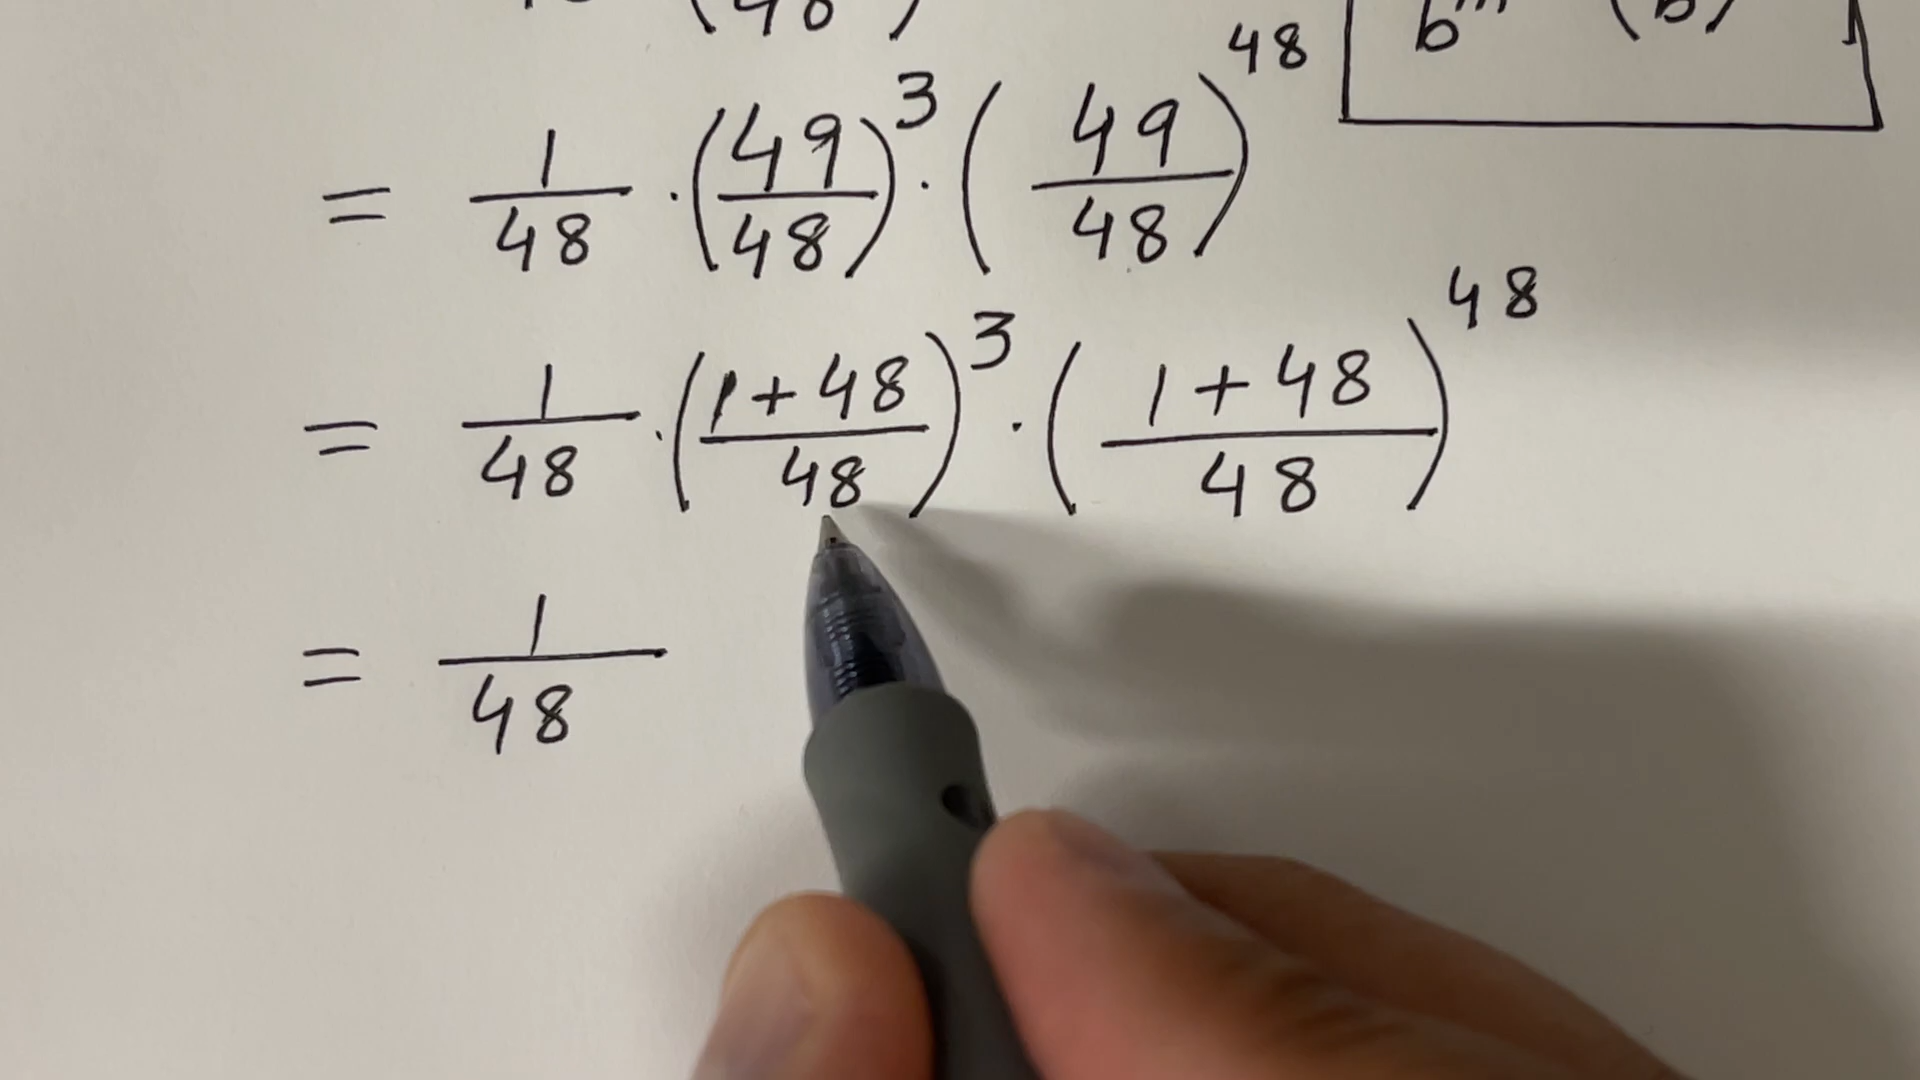 b^m (b)
= 1/48 · (49/48)^3 · (49/48)^48
= 1/48 · ((1+48)/48)^3 · ((1+48)/48)^48
= 1/48